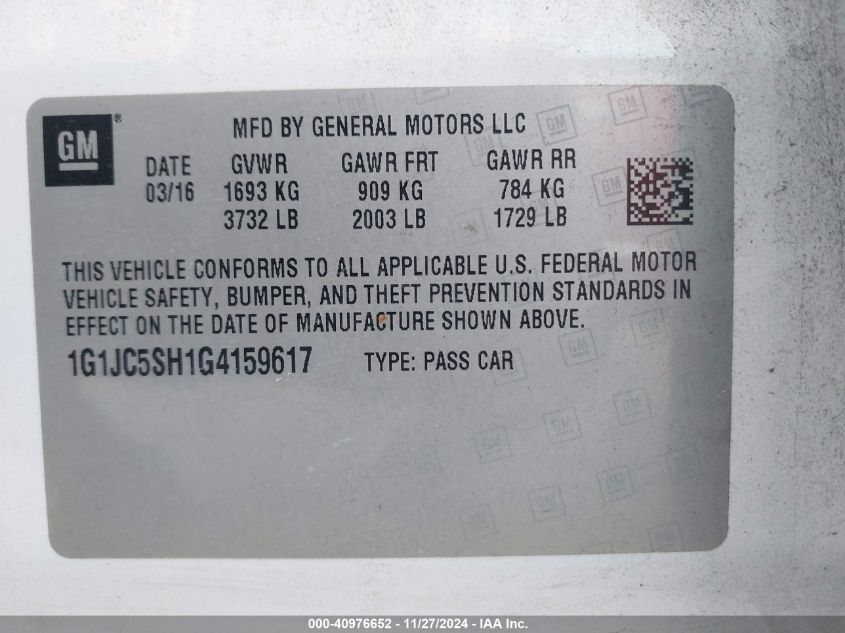 GM ®
MFD BY GENERAL MOTORS LLC
DATE GVWR GAWR FRT GAWR RR
03/16 1693 KG 909 KG 784 KG
3732 LB 2003 LB 1729 LB
THIS VEHICLE CONFORMS TO ALL APPLICABLE U.S. FEDERAL MOTOR
VEHICLE SAFETY, BUMPER, AND THEFT PREVENTION STANDARDS IN
EFFECT ON THE DATE OF MANUFACTURE SHOWN ABOVE.
1G1JC5SH1G4159617 TYPE: PASS CAR
000-40976652 - 11/27/2024 - IAA Inc.